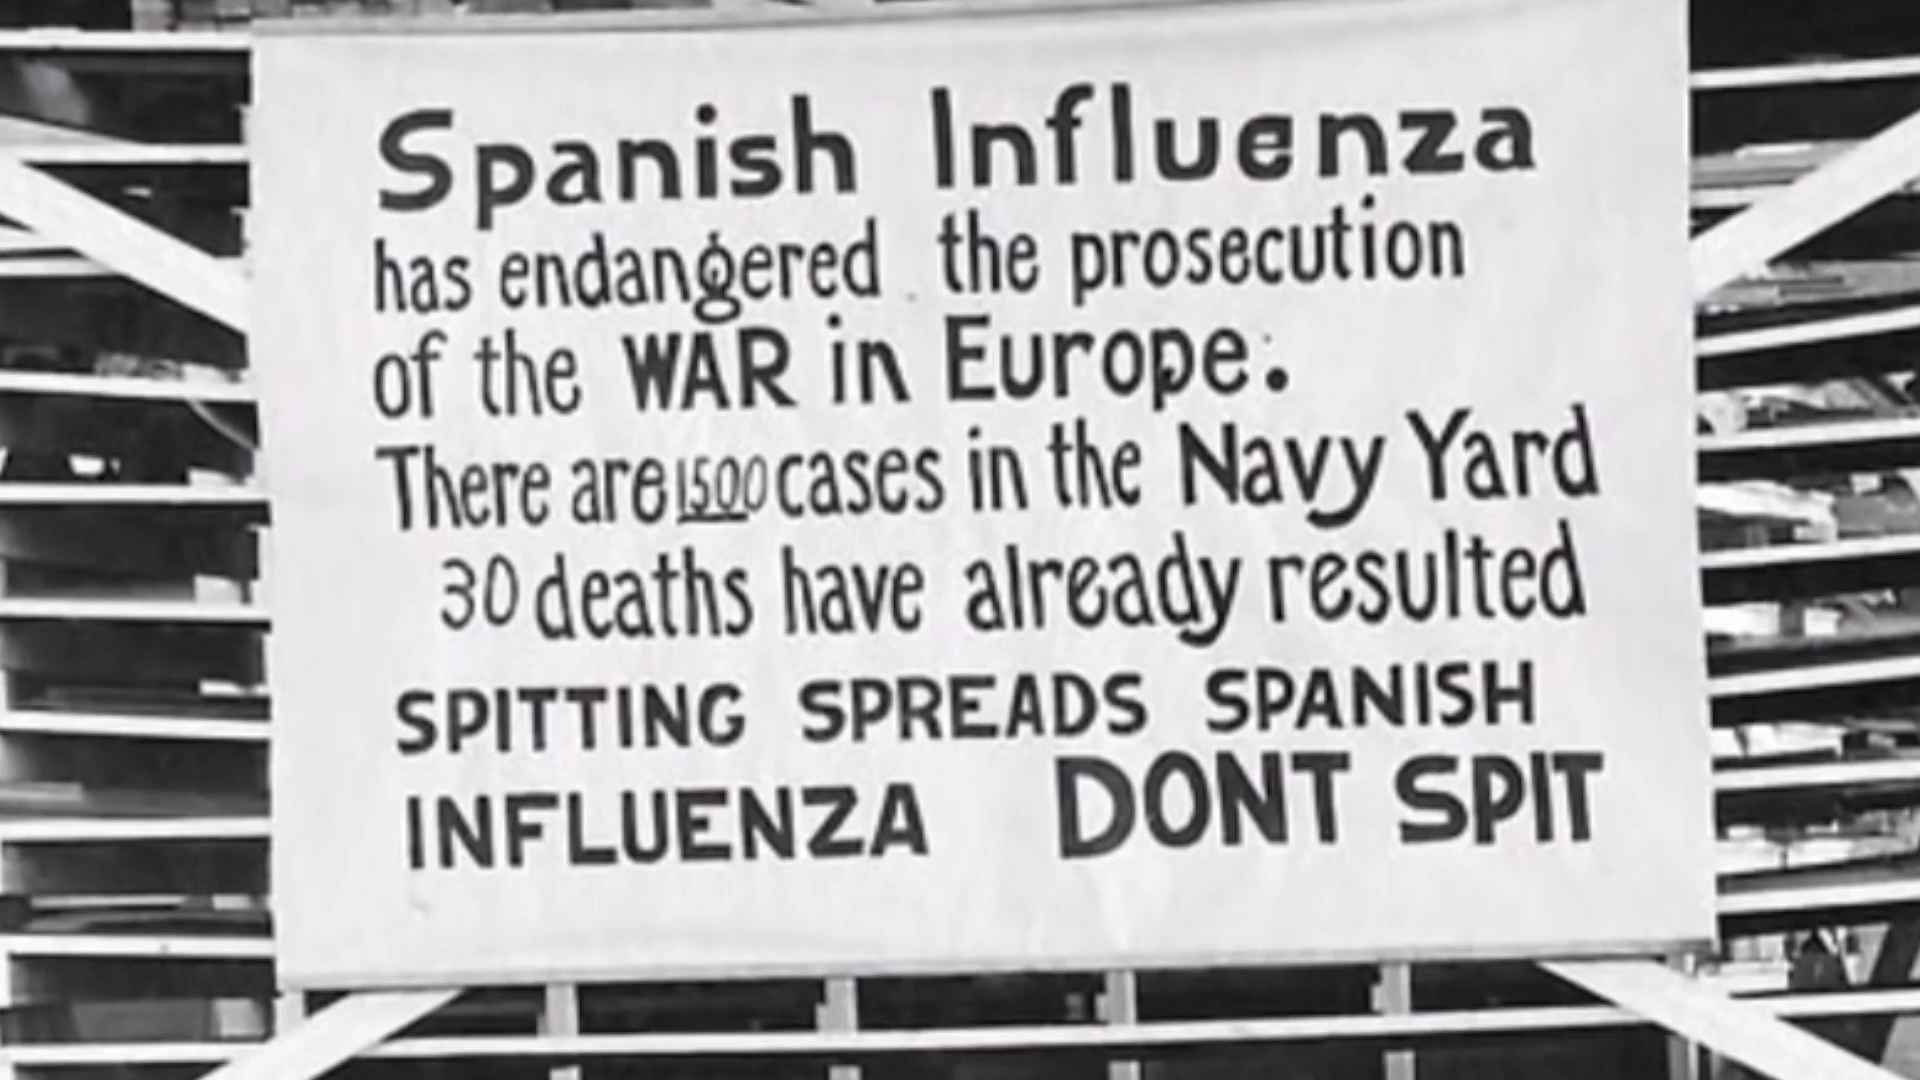 Spanish Influenza
has endangered the prosecution
of the WAR in Europe.
There are 1500 cases in the Navy Yard
30 deaths have already resulted
SPITTING SPREADS SPANISH
INFLUENZA DONT SPIT